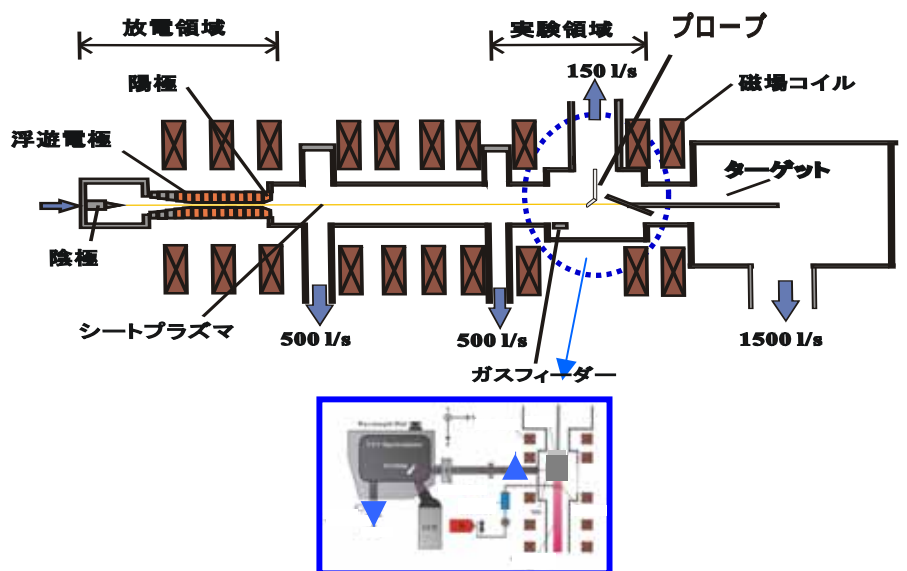 放電領域
実験領域
プローブ
150 l/s
陽極
磁場コイル
浮遊電極
ターゲット
陰極
シートプラズマ
500 l/s
500 l/s
1500 l/s
ガスフィーダー